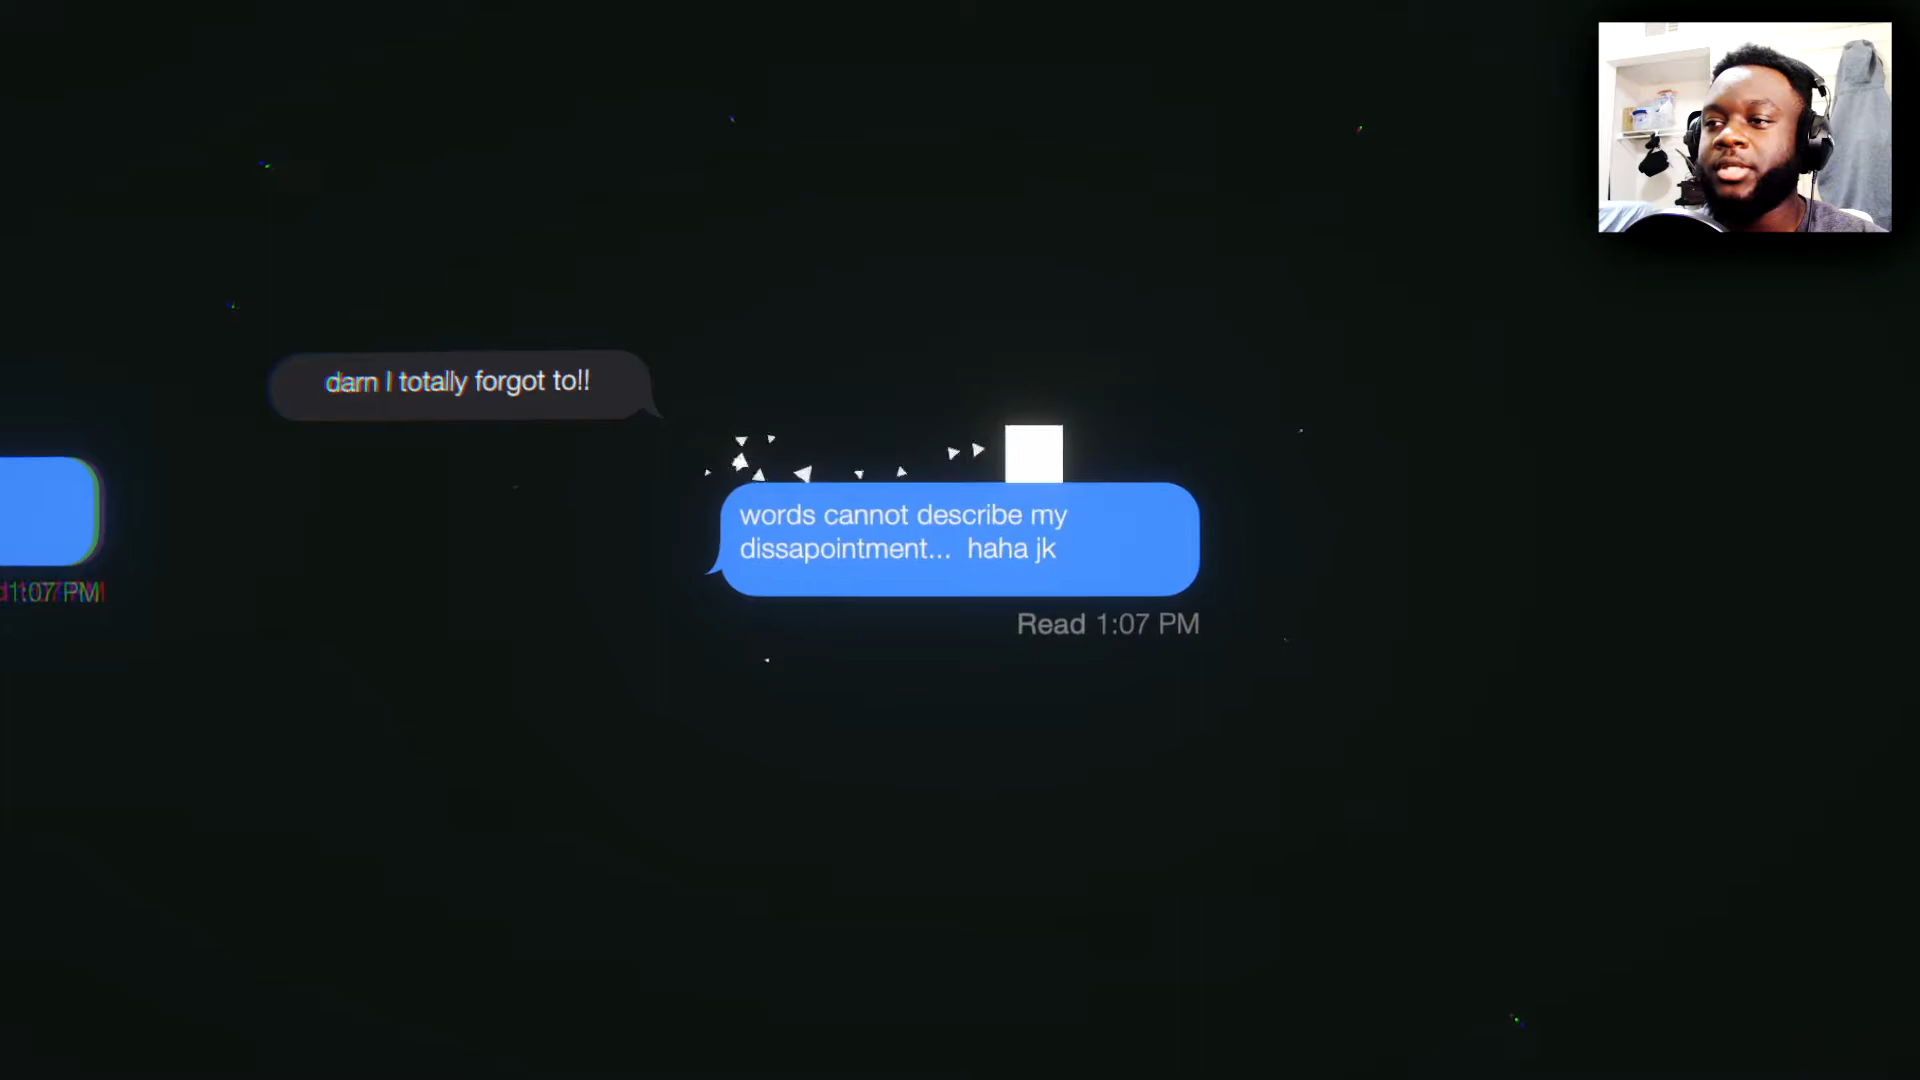 darn I totally forgot to!!
words cannot describe my
dissapointment... haha jk
1:07 PM
Read 1:07 PM